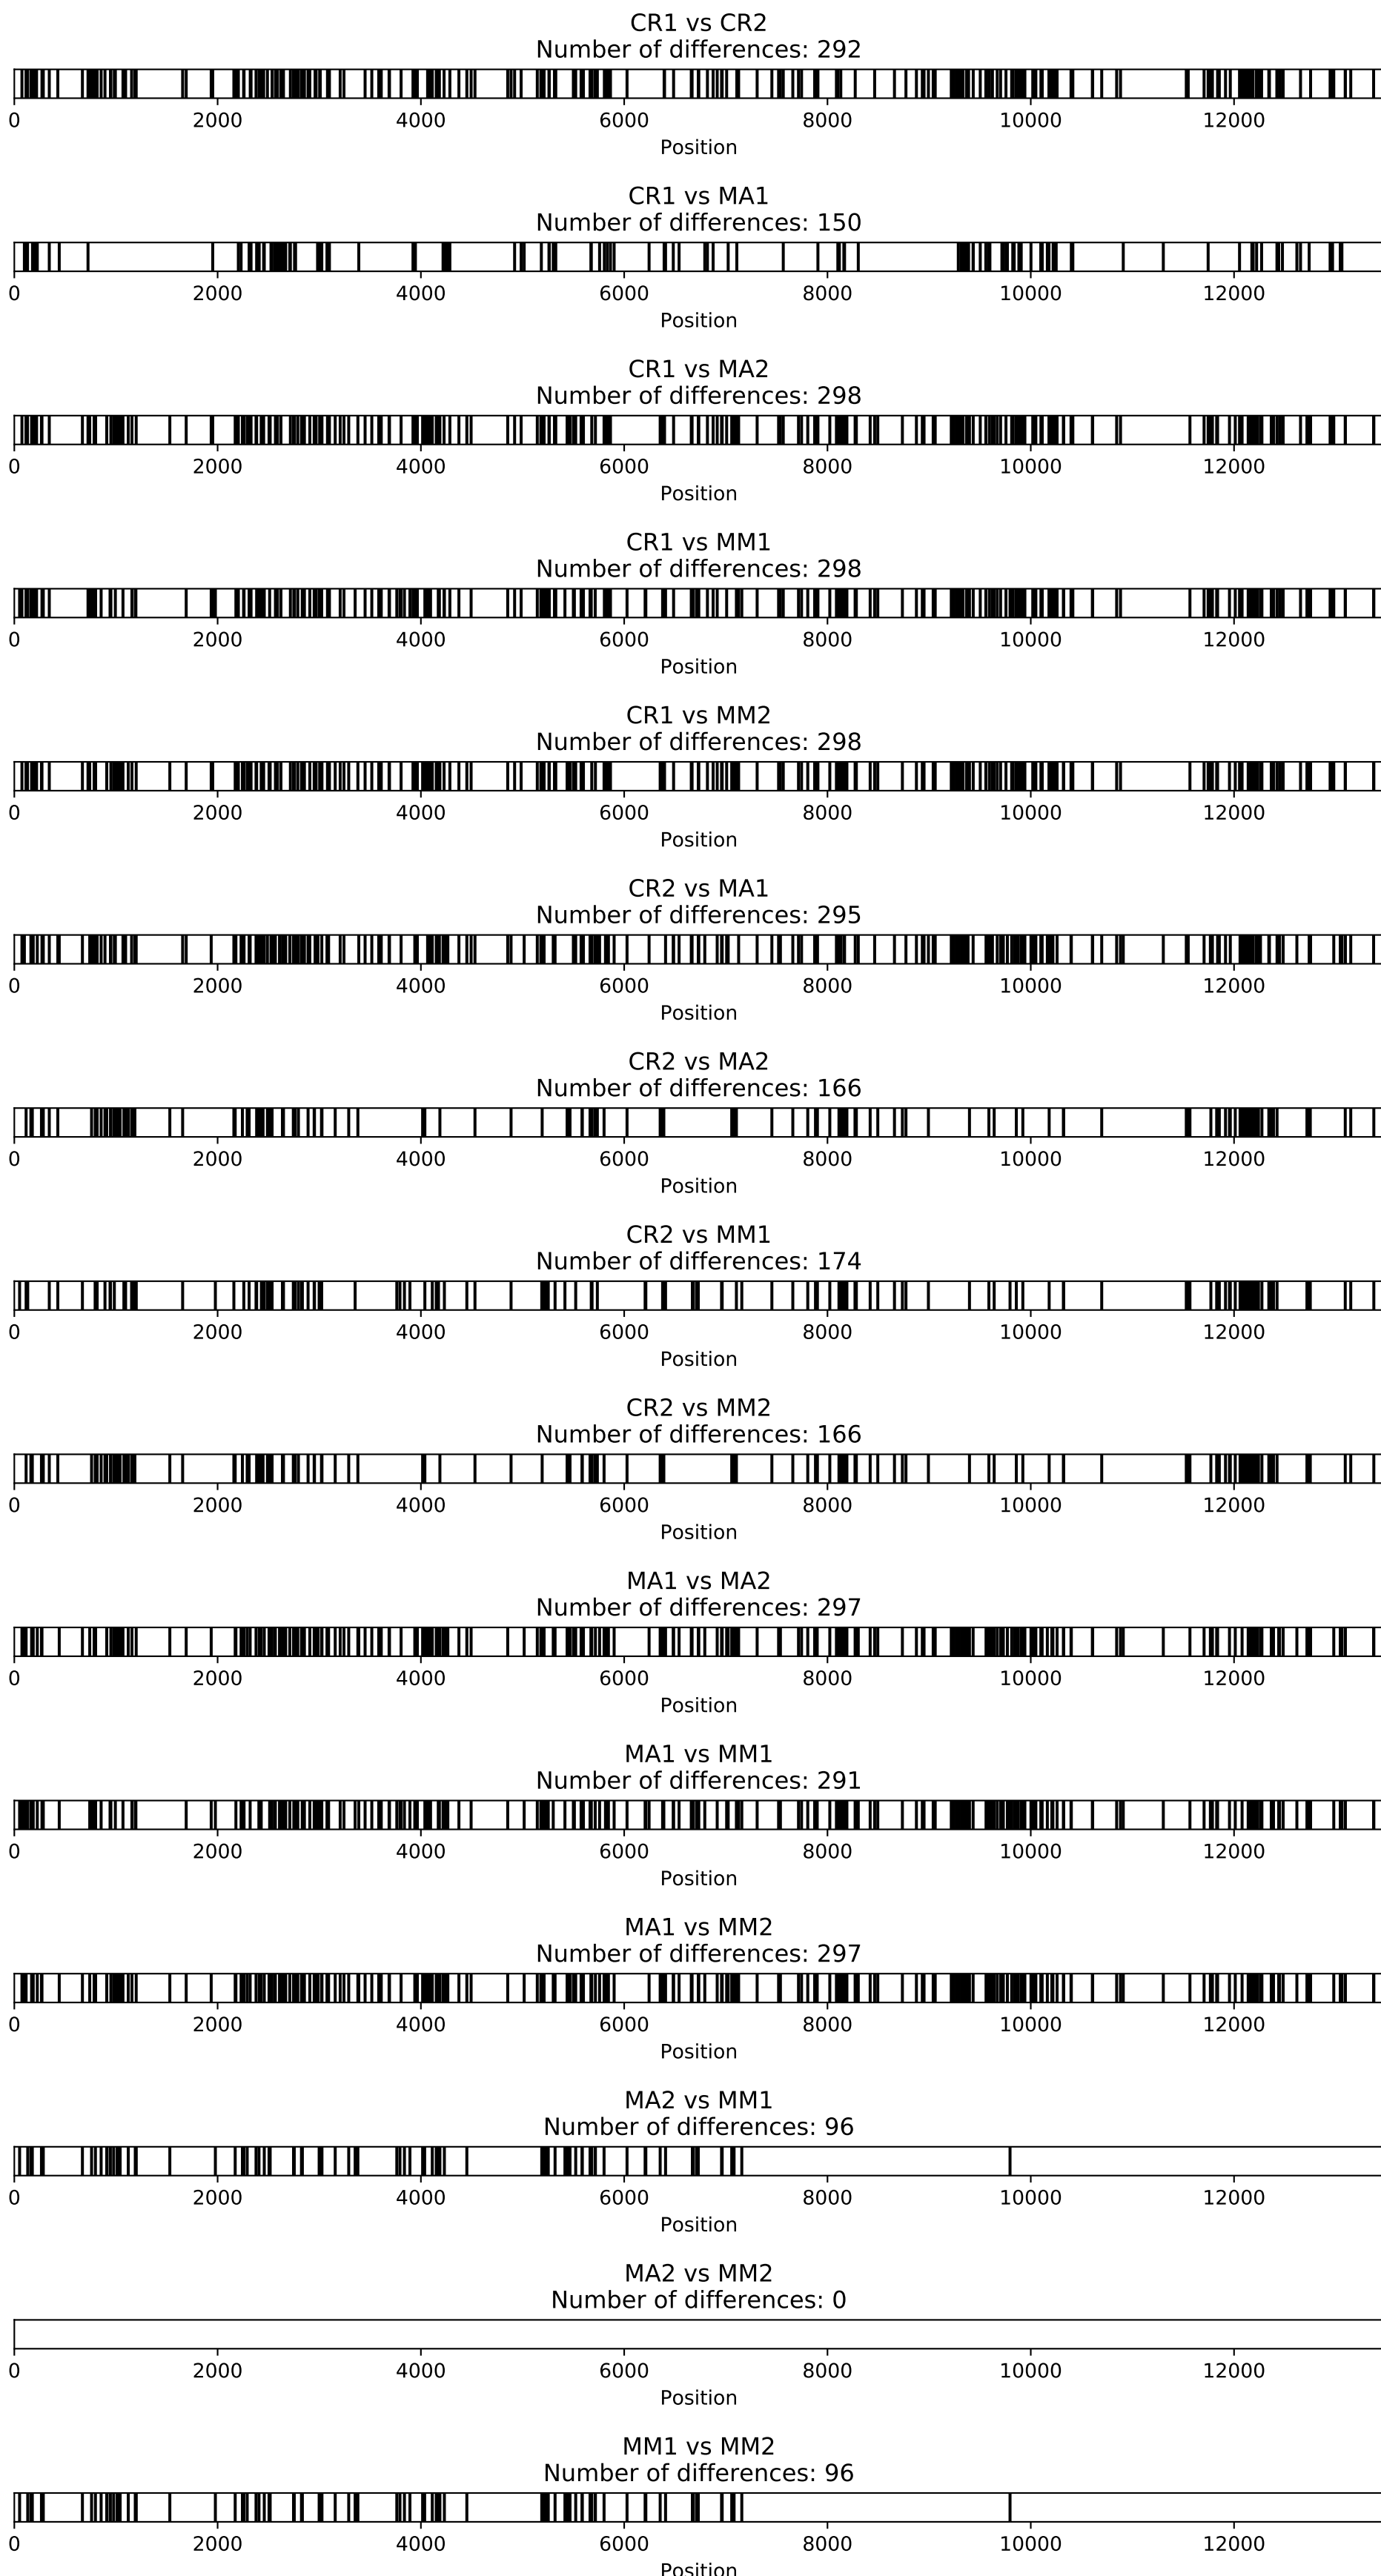 CR1 vs CR2
Number of differences: 292
0 2000 4000 6000 8000 10000 12000
Position
CR1 vs MA1
Number of differences: 150
0 2000 4000 6000 8000 10000 12000
Position
CR1 vs MA2
Number of differences: 298
0 2000 4000 6000 8000 10000 12000
Position
CR1 vs MM1
Number of differences: 298
0 2000 4000 6000 8000 10000 12000
Position
CR1 vs MM2
Number of differences: 298
0 2000 4000 6000 8000 10000 12000
Position
CR2 vs MA1
Number of differences: 295
0 2000 4000 6000 8000 10000 12000
Position
CR2 vs MA2
Number of differences: 166
0 2000 4000 6000 8000 10000 12000
Position
CR2 vs MM1
Number of differences: 174
0 2000 4000 6000 8000 10000 12000
Position
CR2 vs MM2
Number of differences: 166
0 2000 4000 6000 8000 10000 12000
Position
MA1 vs MA2
Number of differences: 297
0 2000 4000 6000 8000 10000 12000
Position
MA1 vs MM1
Number of differences: 291
0 2000 4000 6000 8000 10000 12000
Position
MA1 vs MM2
Number of differences: 297
0 2000 4000 6000 8000 10000 12000
Position
MA2 vs MM1
Number of differences: 96
0 2000 4000 6000 8000 10000 12000
Position
MA2 vs MM2
Number of differences: 0
0 2000 4000 6000 8000 10000 12000
Position
MM1 vs MM2
Number of differences: 96
0 2000 4000 6000 8000 10000 12000
Position